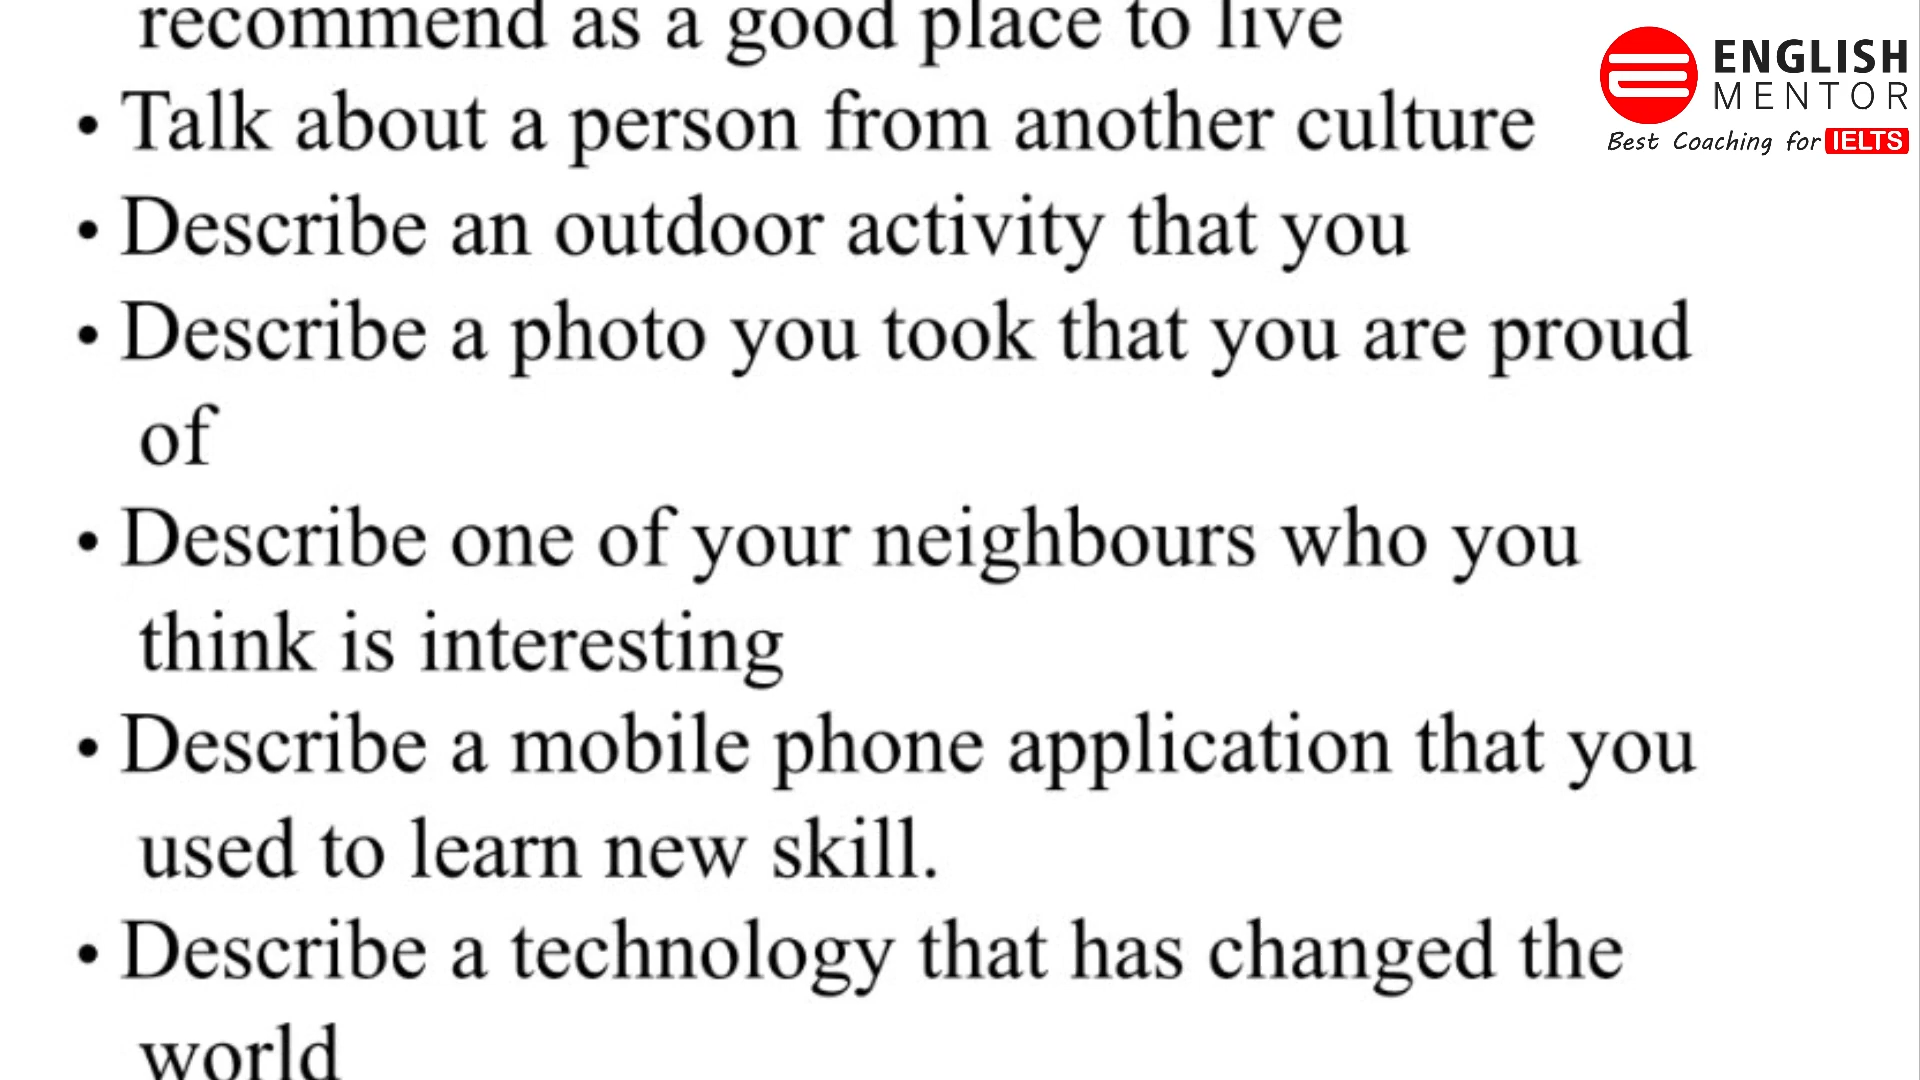 recommend as a good place to live
• Talk about a person from another culture
• Describe an outdoor activity that you
• Describe a photo you took that you are proud
of
• Describe one of your neighbours who you
think is interesting
• Describe a mobile phone application that you
used to learn new skill.
• Describe a technology that has changed the
world
ENGLISH
MENTOR
Best Coaching for IELTS